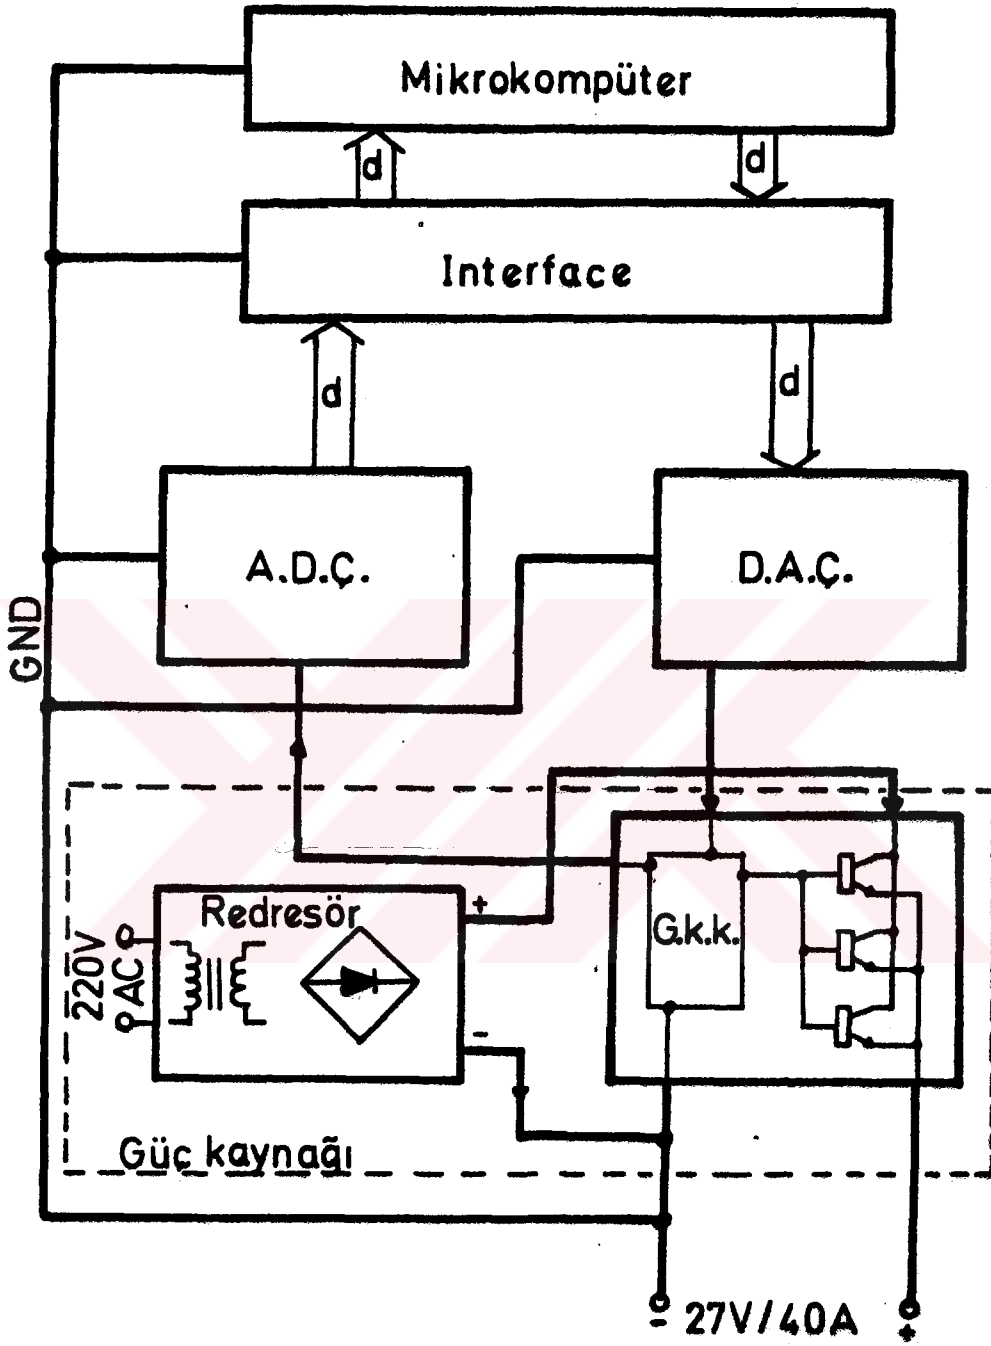 Mikrokompüter
d
d
Interface
d
d
A.D.Ç.
D.A.Ç.
GND
Redresör
+
G.k.k.
220V
AC
-
Güç kaynağı
- 27V/40A +